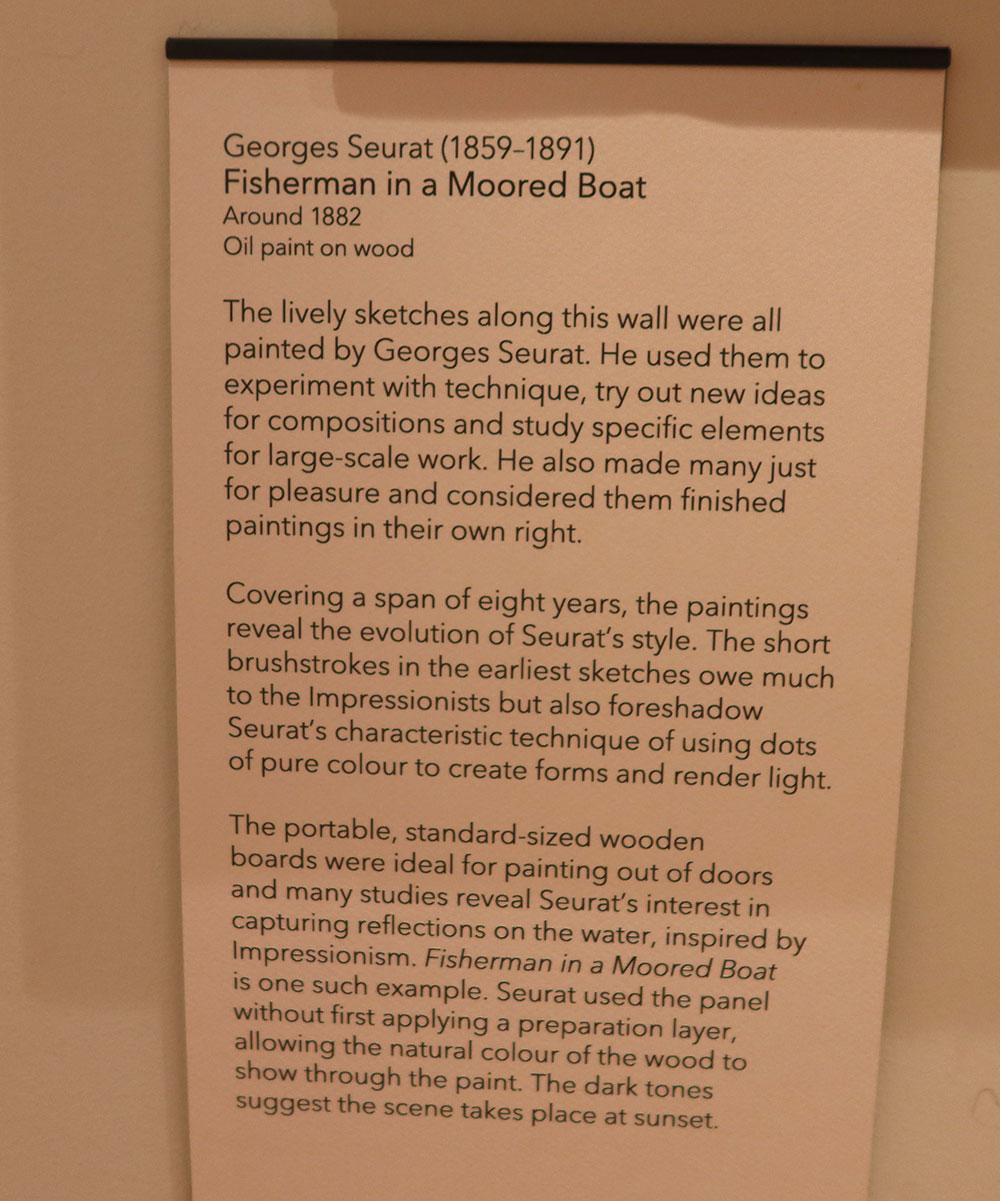 Georges Seurat (1859–1891)
Fisherman in a Moored Boat
Around 1882
Oil paint on wood
The lively sketches along this wall were all
painted by Georges Seurat. He used them to
experiment with technique, try out new ideas
for compositions and study specific elements
for large-scale work. He also made many just
for pleasure and considered them finished
paintings in their own right.
Covering a span of eight years, the paintings
reveal the evolution of Seurat's style. The short
brushstrokes in the earliest sketches owe much
to the Impressionists but also foreshadow
Seurat's characteristic technique of using dots
of pure colour to create forms and render light.
The portable, standard-sized wooden
boards were ideal for painting out of doors
and many studies reveal Seurat's interest in
capturing reflections on the water, inspired by
Impressionism. Fisherman in a Moored Boat
is one such example. Seurat used the panel
without first applying a preparation layer,
allowing the natural colour of the wood to
show through the paint. The dark tones
suggest the scene takes place at sunset.